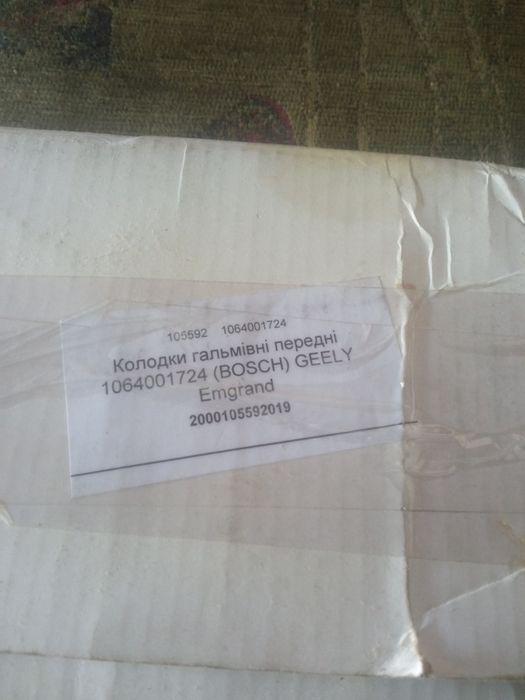 105592 1064001724
Колодки гальмівні передні
1064001724 (BOSCH) GEELY
Emgrand
2000105592019